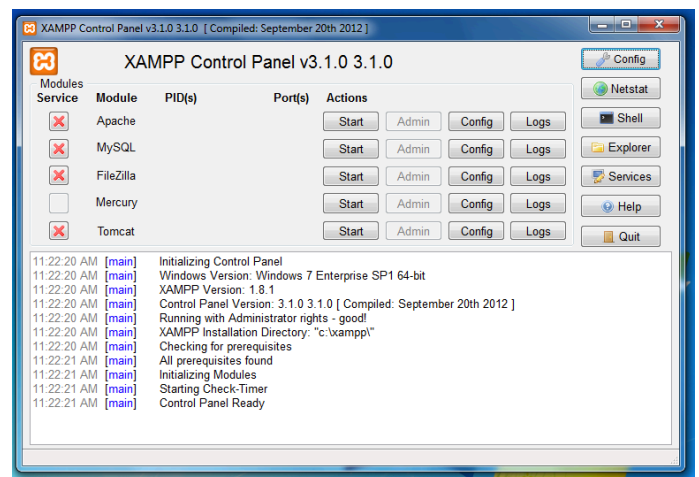 XAMPP Control Panel v3.1.0 3.1.0 [ Compiled: September 20th 2012 ]
XAMPP Control Panel v3.1.0 3.1.0
Config
Modules
Service Module PID(s) Port(s) Actions
Netstat
Apache Start Admin Config Logs
Shell
MySQL Start Admin Config Logs
Explorer
FileZilla Start Admin Config Logs
Services
Mercury Start Admin Config Logs
Help
Tomcat Start Admin Config Logs
Quit
11:22:20 AM [main] Initializing Control Panel
11:22:20 AM [main] Windows Version: Windows 7 Enterprise SP1 64-bit
11:22:20 AM [main] XAMPP Version: 1.8.1
11:22:20 AM [main] Control Panel Version: 3.1.0 3.1.0 [ Compiled: September 20th 2012 ]
11:22:20 AM [main] Running with Administrator rights - good!
11:22:20 AM [main] XAMPP Installation Directory: "c:\xampp\"
11:22:20 AM [main] Checking for prerequisites
11:22:21 AM [main] All prerequisites found
11:22:21 AM [main] Initializing Modules
11:22:21 AM [main] Starting Check-Timer
11:22:21 AM [main] Control Panel Ready